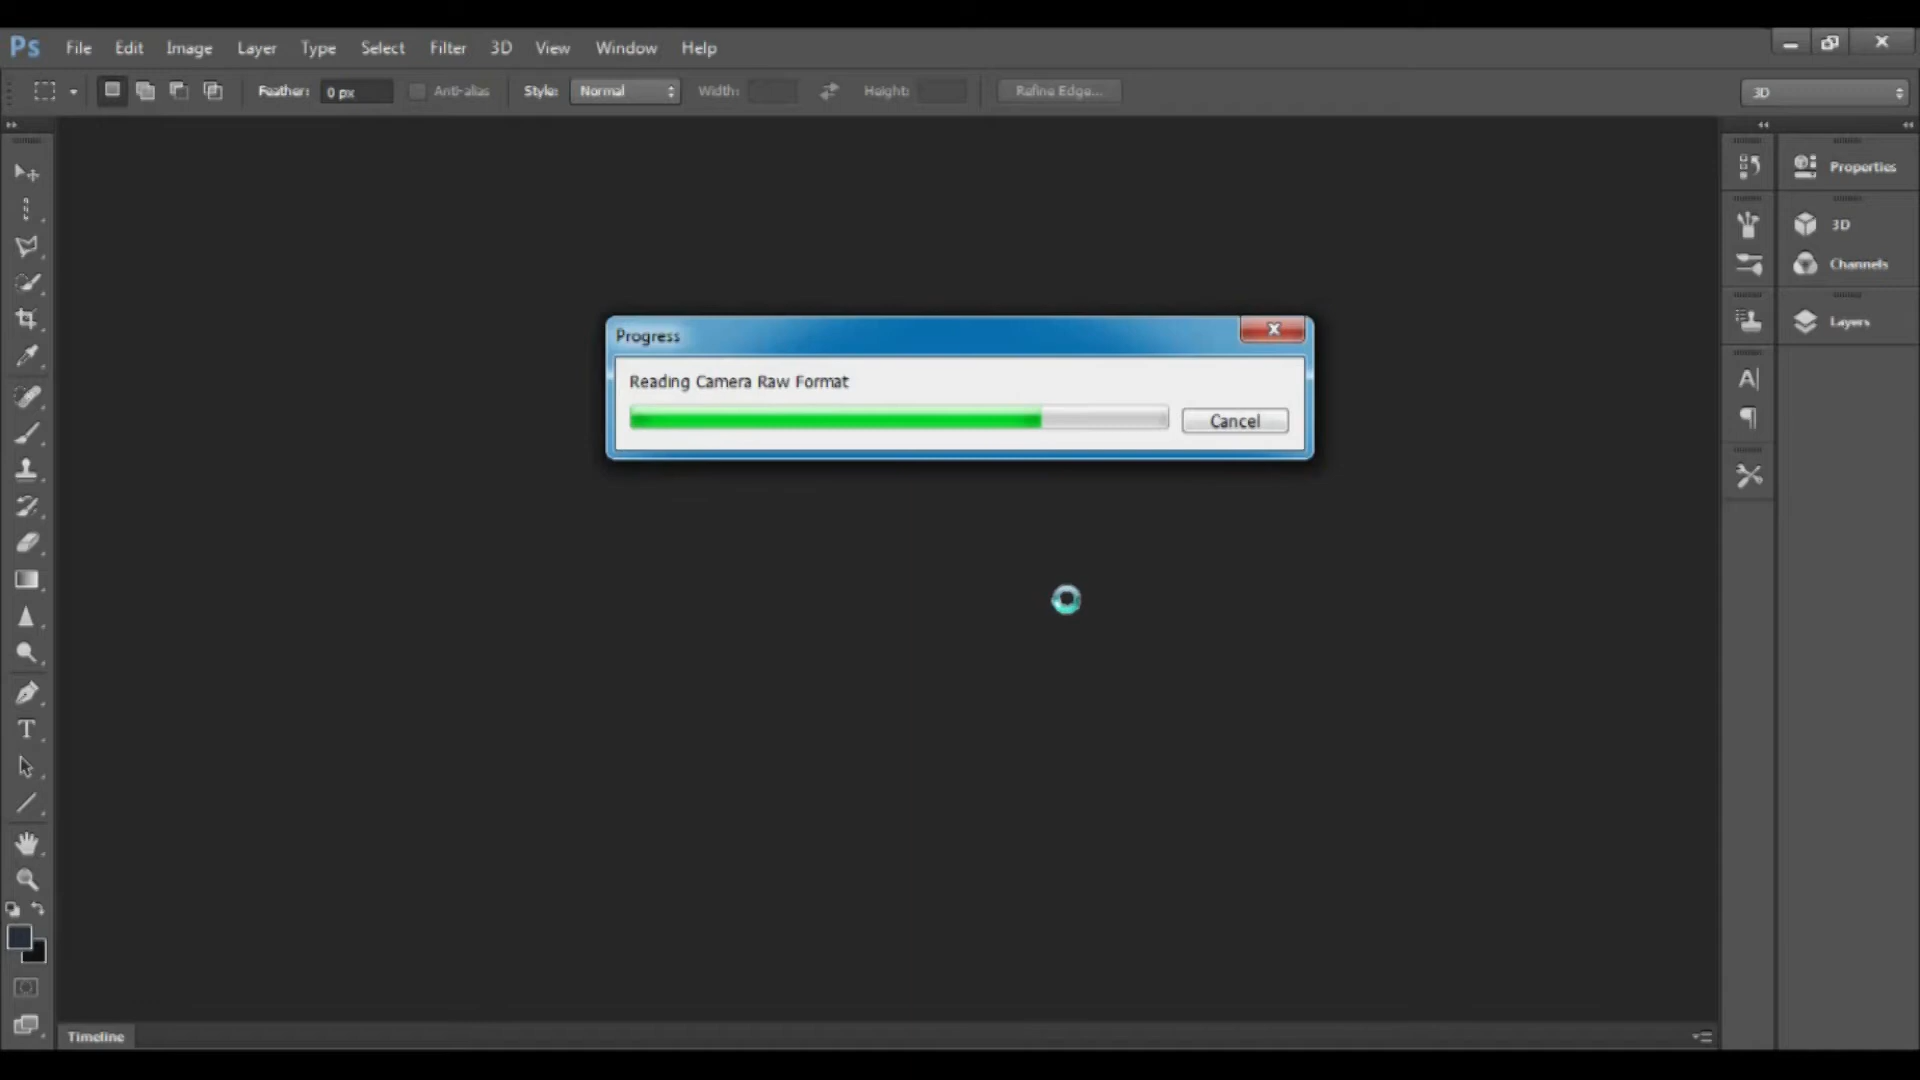 Ps File Edit Image Layer Type Select Filter 3D View Window Help
Feather: 0 px Anti-alias Style: Normal Width: Height: Refine Edge... 3D
Properties
3D
Channels
Layers
Progress
Reading Camera Raw Format
Cancel
Timeline